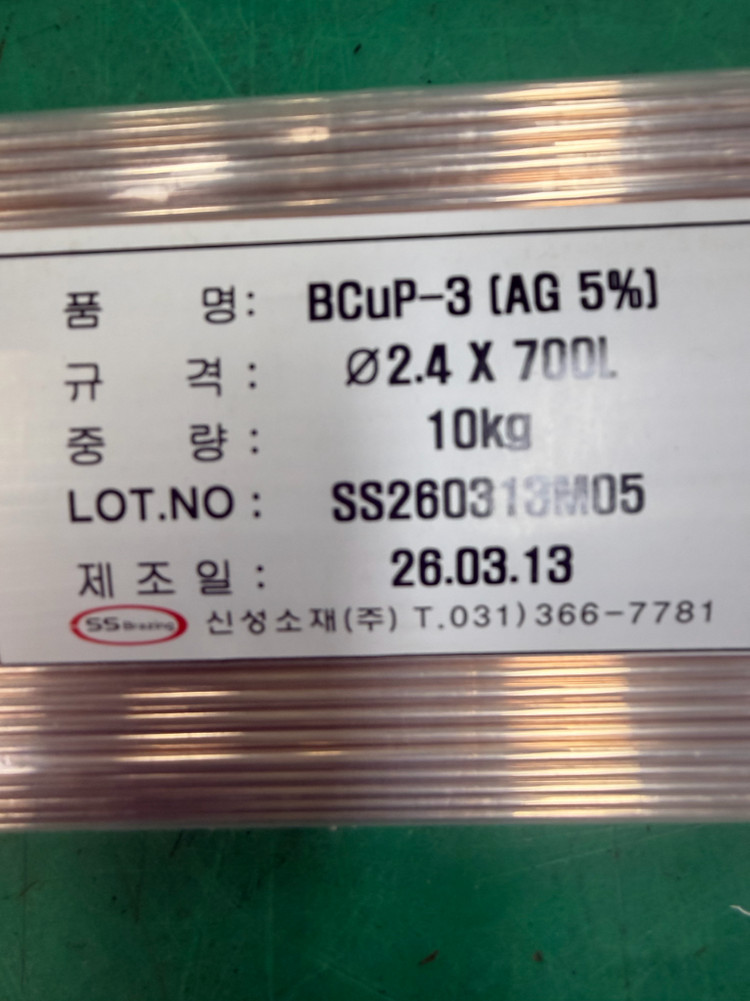 품 명 : BCuP-3 (AG 5%)
규 격 : Ø2.4 X 700L
중 량 : 10kg
LOT.NO : SS260313M05
제 조 일 : 26.03.13
SS Brazing 신성소재(주) T.031)366-7781